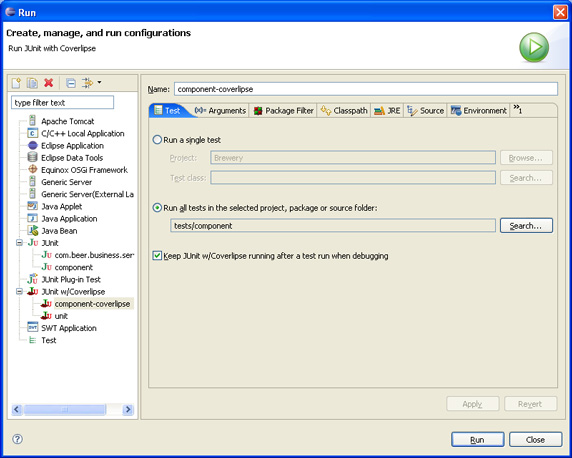 Run
Create, manage, and run configurations
Run JUnit with Coverlipse
type filter text
Apache Tomcat
C/C++ Local Application
Eclipse Application
Eclipse Data Tools
Equinox OSGi Framework
Generic Server
Generic Server(External La
Java Applet
Java Application
Java Bean
JUnit
com.beer.business.ser
component
JUnit Plug-in Test
JUnit w/Coverlipse
component-coverlipse
unit
SWT Application
Test
Name: component-coverlipse
Test Arguments Package Filter Classpath JRE Source Environment »1
Run a single test
Project: Brewery Browse...
Test class: Search...
Run all tests in the selected project, package or source folder:
tests/component Search...
Keep JUnit w/Coverlipse running after a test run when debugging
Apply Revert
Run Close